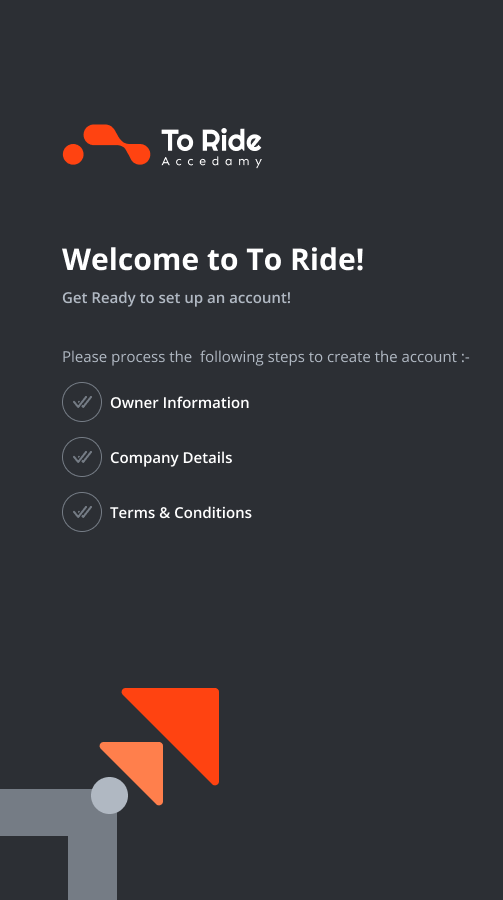 To Ride
Accedamy
Welcome to To Ride!
Get Ready to set up an account!
Please process the  following steps to create the account :-
Owner Information
Company Details
Terms & Conditions